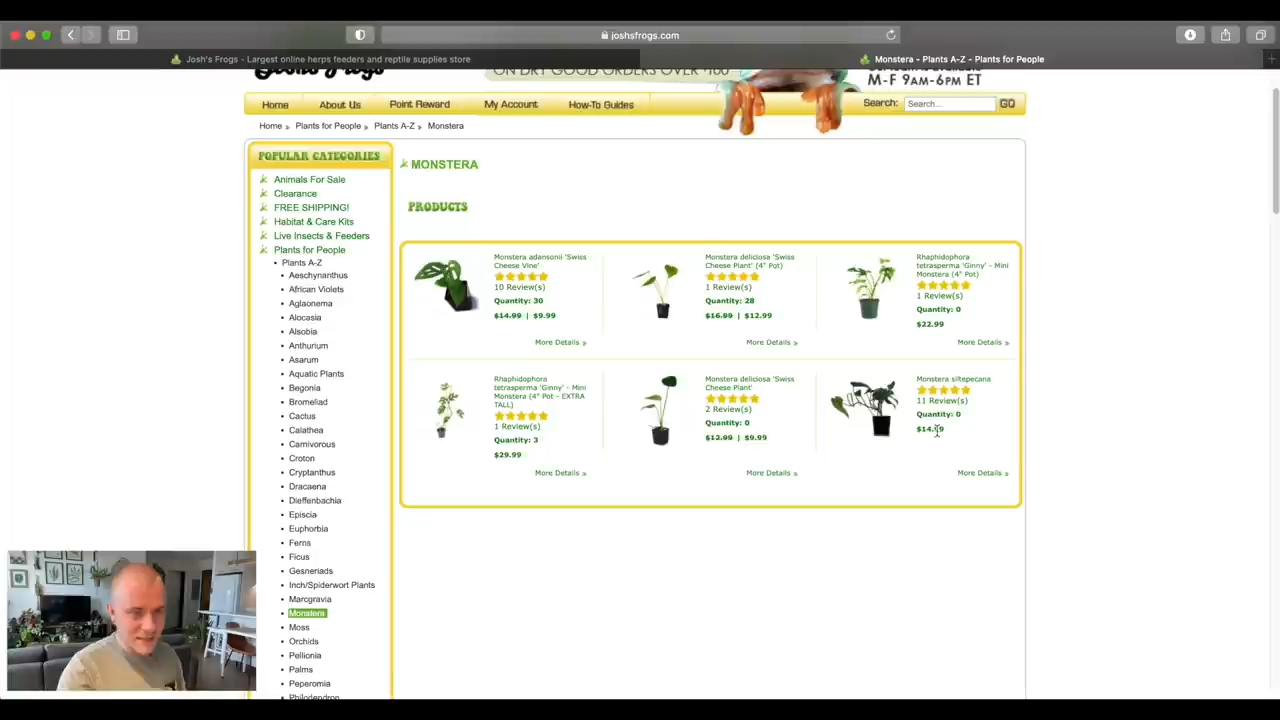 joshsfrogs.com
Josh's Frogs - Largest online herps feeders and reptile supplies store
Monstera - Plants A-Z - Plants for People
Josh's Frogs
ON DRY GOOD ORDERS OVER $100
M-F 9AM-6PM ET
Home
About Us
Point Reward
My Account
How-To Guides
Search:
Search...
GO
Home » Plants for People » Plants A-Z » Monstera
POPULAR CATEGORIES
Animals For Sale
Clearance
FREE SHIPPING!
Habitat & Care Kits
Live Insects & Feeders
Plants for People
Plants A-Z
Aeschynanthus
African Violets
Aglaonema
Alocasia
Alsobia
Anthurium
Asarum
Aquatic Plants
Begonia
Bromeliad
Cactus
Calathea
Carnivorous
Croton
Cryptanthus
Dracaena
Dieffenbachia
Episcia
Euphorbia
Ferns
Ficus
Gesneriads
Inch/Spiderwort Plants
Marcgravia
Monstera
Moss
Orchids
Pellionia
Palms
Peperomia
Philodendron
MONSTERA
PRODUCTS
Monstera adansonii 'Swiss
Cheese Vine'
10 Review(s)
Quantity: 30
$14.99 | $9.99
More Details »
Monstera deliciosa 'Swiss
Cheese Plant' (4" Pot)
1 Review(s)
Quantity: 28
$16.99 | $12.99
More Details »
Rhaphidophora
tetrasperma 'Ginny' - Mini
Monstera (4" Pot)
1 Review(s)
Quantity: 0
$22.99
More Details »
Rhaphidophora
tetrasperma 'Ginny' - Mini
Monstera (4" Pot - EXTRA
TALL)
1 Review(s)
Quantity: 3
$29.99
More Details »
Monstera deliciosa 'Swiss
Cheese Plant'
2 Review(s)
Quantity: 0
$12.99 | $9.99
More Details »
Monstera siltepecana
11 Review(s)
Quantity: 0
$14.99
More Details »